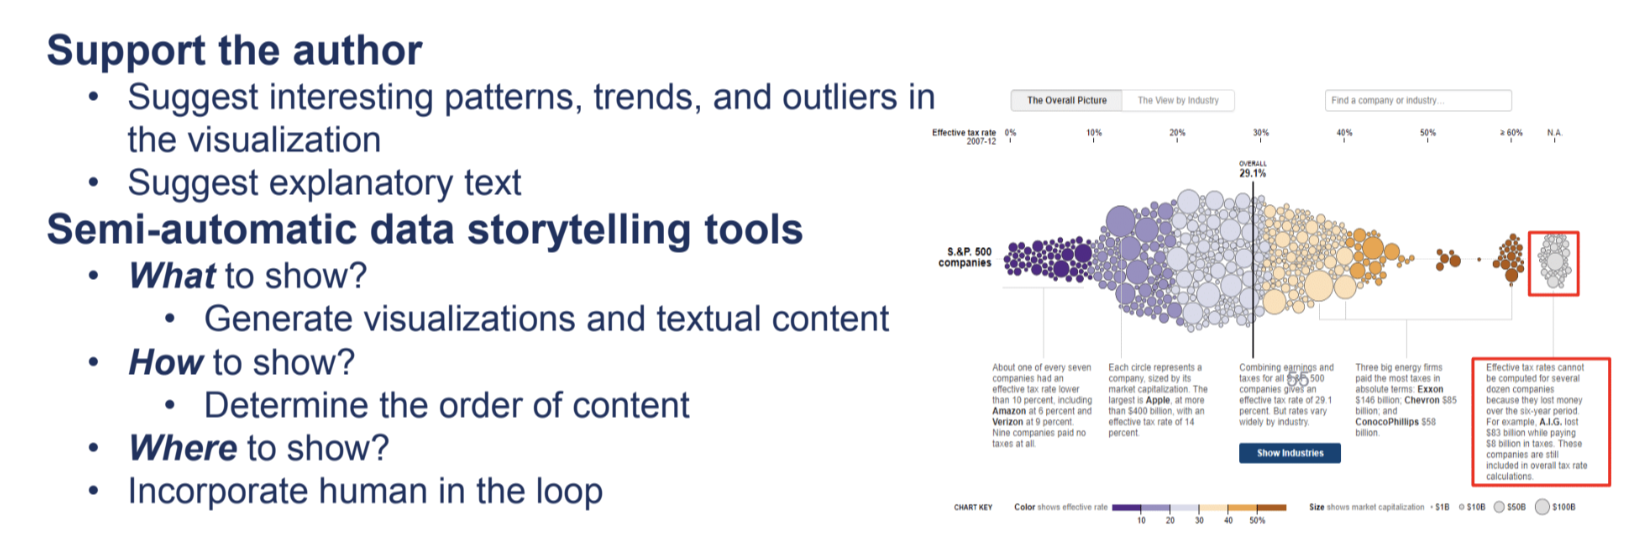 Support the author
• Suggest interesting patterns, trends, and outliers in
the visualization
• Suggest explanatory text
Semi-automatic data storytelling tools
• What to show?
• Generate visualizations and textual content
• How to show?
• Determine the order of content
• Where to show?
• Incorporate human in the loop
The Overall Picture
The View by Industry
Find a company or industry...
Effective tax rate
2007-12
0%
10%
20%
30%
40%
50%
≥ 60%
N.A.
OVERALL
29.1%
S.&P. 500
companies
About one of every seven
companies had an
effective tax rate lower
than 10 percent, including
Amazon at 6 percent and
Verizon at 9 percent.
Nine companies paid no
taxes at all.
Each circle represents a
company, sized by its
market capitalization. The
largest is Apple, at more
than $400 billion, with an
effective tax rate of 14
percent.
Combining earnings and
taxes for all 500
companies gives an
effective tax rate of 29.1
percent. But rates vary
widely by industry.
55
Show Industries
Three big energy firms
paid the most taxes in
absolute terms: Exxon
$146 billion; Chevron $85
billion; and
ConocoPhillips $58
billion.
Effective tax rates cannot
be computed for several
dozen companies
because they lost money
over the six-year period.
For example, A.I.G. lost
$83 billion while paying
$8 billion in taxes. These
companies are still
included in overall tax rate
calculations.
CHART KEY
Color shows effective rate
10 20 30 40 50%
Size shows market capitalization
$1B
$10B
$50B
$100B